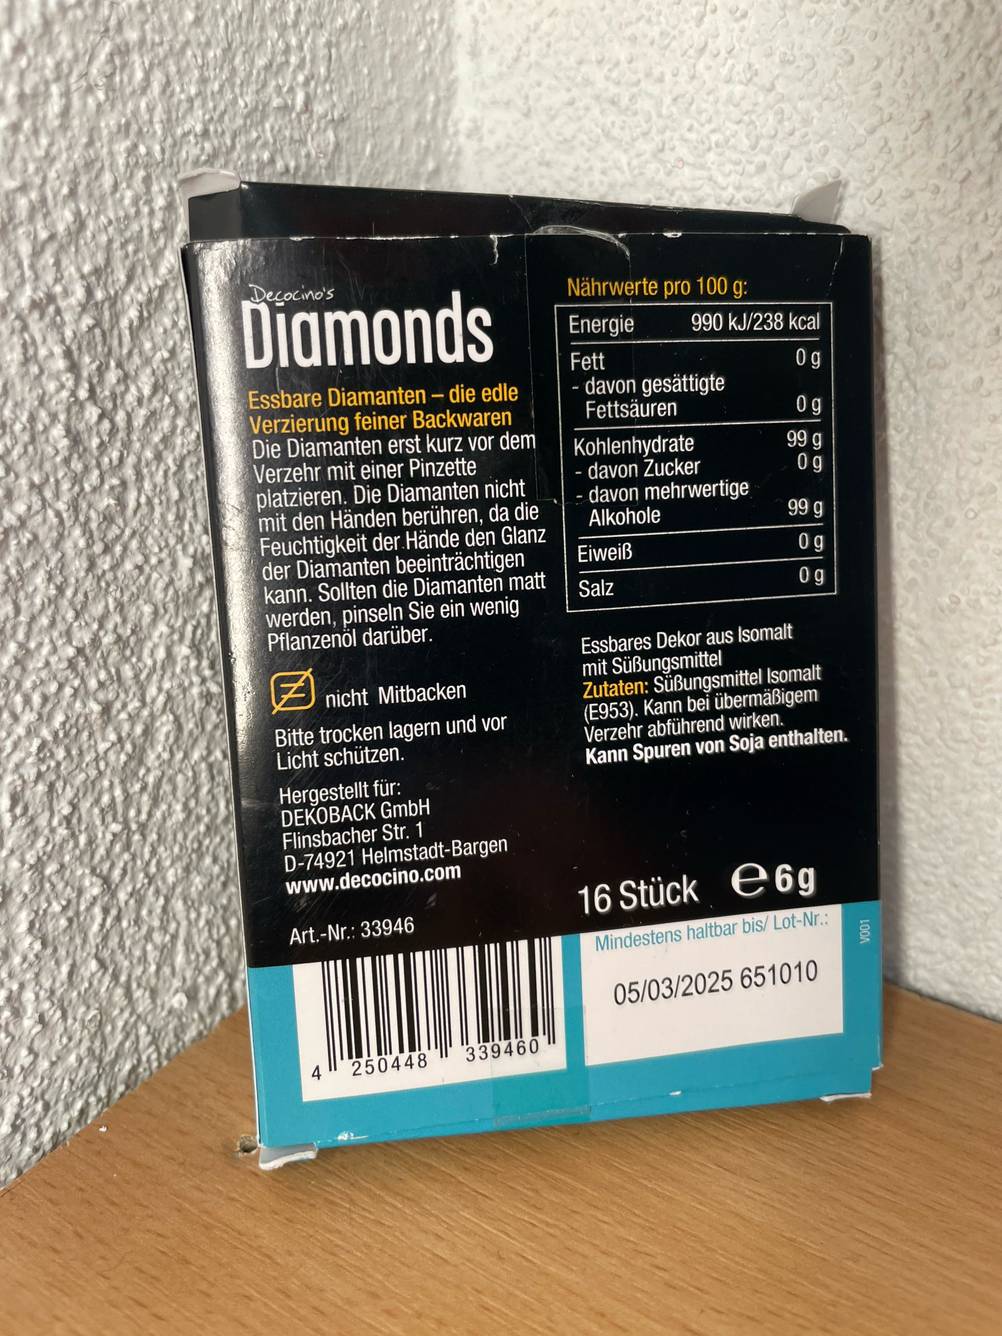 Decocino's
Diamonds
Essbare Diamanten – die edle
Verzierung feiner Backwaren
Die Diamanten erst kurz vor dem
Verzehr mit einer Pinzette
platzieren. Die Diamanten nicht
mit den Händen berühren, da die
Feuchtigkeit der Hände den Glanz
der Diamanten beeinträchtigen
kann. Sollten die Diamanten matt
werden, pinseln Sie ein wenig
Pflanzenöl darüber.
nicht Mitbacken
Bitte trocken lagern und vor
Licht schützen.
Hergestellt für:
DEKOBACK GmbH
Flinsbacher Str. 1
D-74921 Helmstadt-Bargen
www.decocino.com
Art.-Nr.: 33946
4 250448 339460
Nährwerte pro 100 g:
Energie 990 kJ/238 kcal
Fett 0 g
- davon gesättigte
Fettsäuren 0 g
Kohlenhydrate 99 g
- davon Zucker 0 g
- davon mehrwertige
Alkohole 99 g
Eiweiß 0 g
Salz 0 g
Essbares Dekor aus Isomalt
mit Süßungsmittel
Zutaten: Süßungsmittel Isomalt
(E953). Kann bei übermäßigem
Verzehr abführend wirken.
Kann Spuren von Soja enthalten.
16 Stück e 6 g
Mindestens haltbar bis/ Lot-Nr.:
05/03/2025 651010
V001